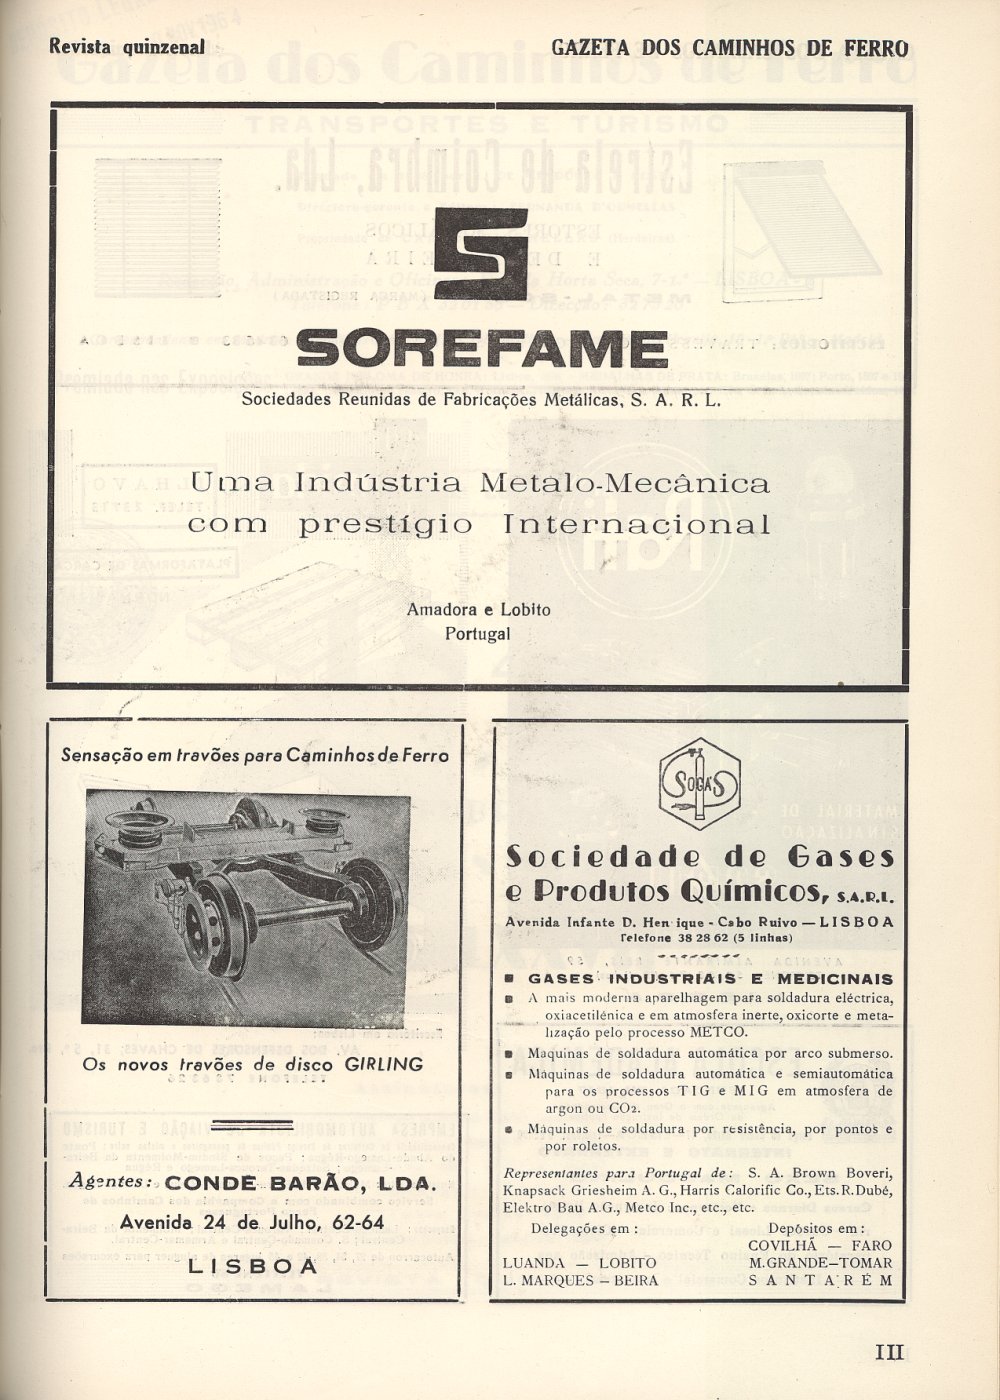 Revista quinzenal
GAZETA DOS CAMINHOS DE FERRO
SOREFAME
Sociedades Reunidas de Fabricações Metálicas, S. A. R. L.
Uma Indústria Metalo-Mecânica
com prestígio Internacional
Amadora e Lobito
Portugal
Sensação em travões para Caminhos de Ferro
Os novos travões de disco GIRLING
Agentes: CONDE BARÃO, LDA.
Avenida 24 de Julho, 62-64
LISBOA
SOGÁS
Sociedade de Gases
e Produtos Químicos, S.A.R.L.
Avenida Infante D. Hen ique - Cabo Ruivo — LISBOA
Telefone 38 28 62 (5 linhas)
GASES INDUSTRIAIS E MEDICINAIS
A mais moderna aparelhagem para soldadura eléctrica,
oxiacetilénica e em atmosfera inerte, oxicorte e meta-
lização pelo processo METCO.
Maquinas de soldadura automática por arco submerso.
Máquinas de soldadura automática e semiautomática
para os processos TIG e MIG em atmosfera de
argon ou CO2.
Máquinas de soldadura por resistência, por pontos e
por roletos.
Representantes para Portugal de: S. A. Brown Boveri,
Knapsack Griesheim A. G., Harris Calorific Co., Ets. R. Dubé,
Elektro Bau A.G., Metco Inc., etc., etc.
Delegações em:
LUANDA — LOBITO
L. MARQUES — BEIRA
Depósitos em:
COVILHÃ — FARO
M.GRANDE—TOMAR
SANTARÉM
III